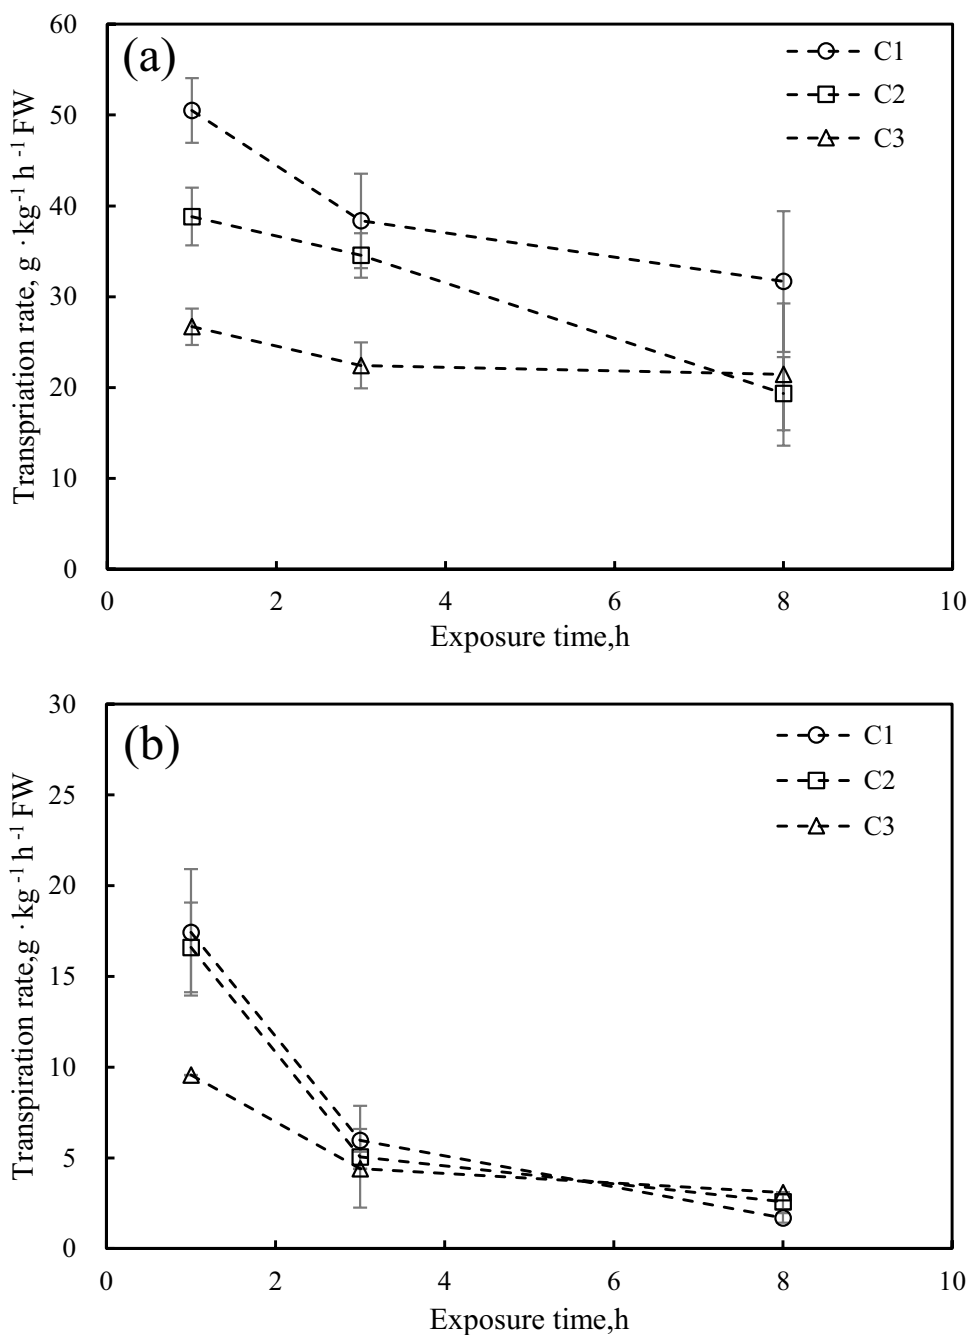 60
50
40
30
20
10
0
Transpriation rate, g · kg⁻¹ h ⁻¹ FW
(a)
C1
C2
C3
0 2 4 6 8 10
Exposure time,h
30
25
20
15
10
5
0
Transpiration rate,g · kg⁻¹ h⁻¹ FW
(b)
C1
C2
C3
0 2 4 6 8 10
Exposure time,h